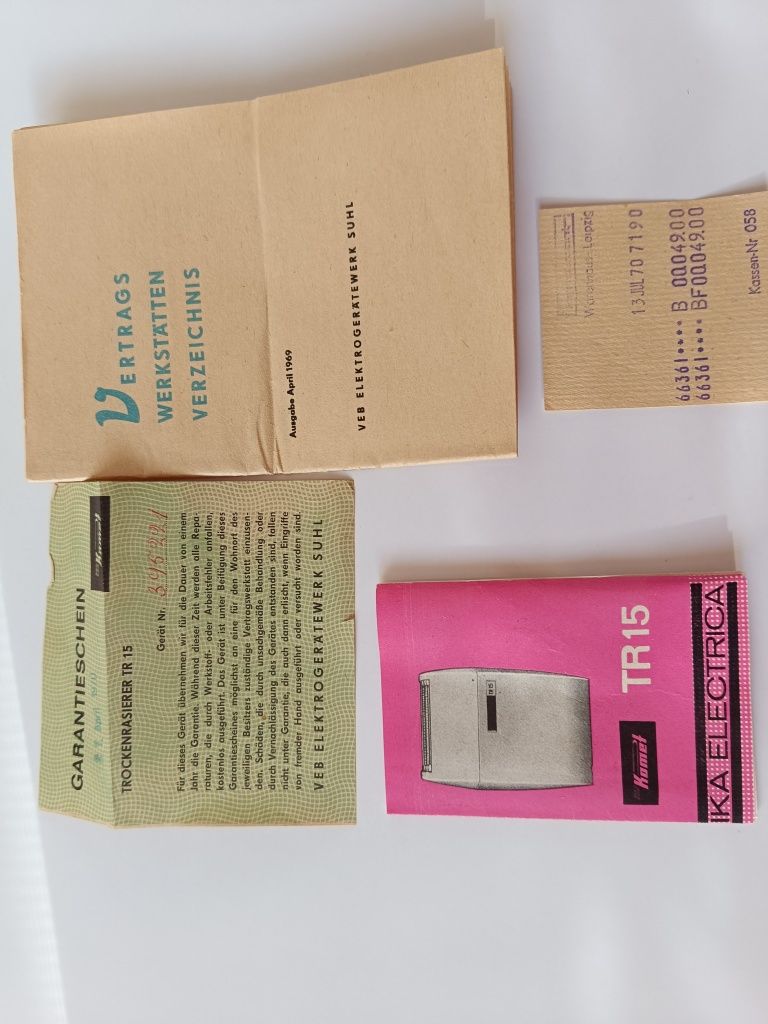 VERTRAGS
WERKSTÄTTEN
VERZEICHNIS
Ausgabe April 1969
VEB ELEKTROGERÄTEWERK SUHL
Warenhaus Leipzig
13 JUL 70 7190
66361•••• B 00049.00
66361•••• BF00049.00
Kassen-Nr 058
GARANTIESCHEIN
Komet
TROCKENRASIERER TR 15
Gerät Nr.
Für dieses Gerät übernehmen wir für die Dauer von einem
Jahr die Garantie. Während dieser Zeit werden alle Repa-
raturen, die durch Werkstoff- oder Arbeitsfehler anfallen,
kostenlos ausgeführt. Das Gerät ist unter Beifügung dieses
Garantiescheines möglichst an eine für den Wohnort des
jeweiligen Besitzers zuständige Vertragswerkstatt einzusen-
den. Schäden, die durch unsachgemäße Behandlung oder
durch Vernachlässigung des Gerätes entstanden sind, fallen
nicht unter Garantie, die auch dann erlischt, wenn Eingriffe
von fremder Hand ausgeführt oder versucht worden sind.
VEB ELEKTROGERÄTEWERK SUHL
TR15
Komet
IKA ELECTRICA